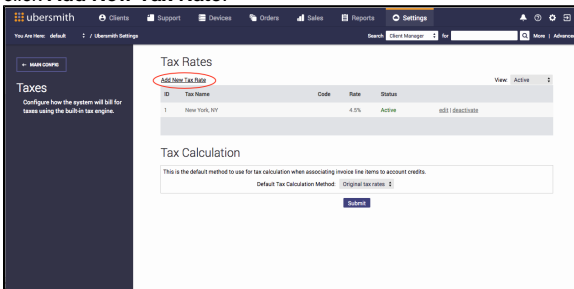 click Add New Tax Rate.
ubersmith Clients Support Devices Orders Sales Reports Settings
You Are Here: default / Ubersmith Settings Search Client Manager for More | Advanced
← MAIN CONFIG
Taxes
Configure how the system will bill for
taxes using the built-in tax engine.
Tax Rates
Add New Tax Rate View: Active
ID Tax Name Code Rate Status
1 New York, NY 4.5% Active edit | deactivate
Tax Calculation
This is the default method to use for tax calculation when associating invoice line items to account credits.
Default Tax Calculation Method: Original tax rates
Submit